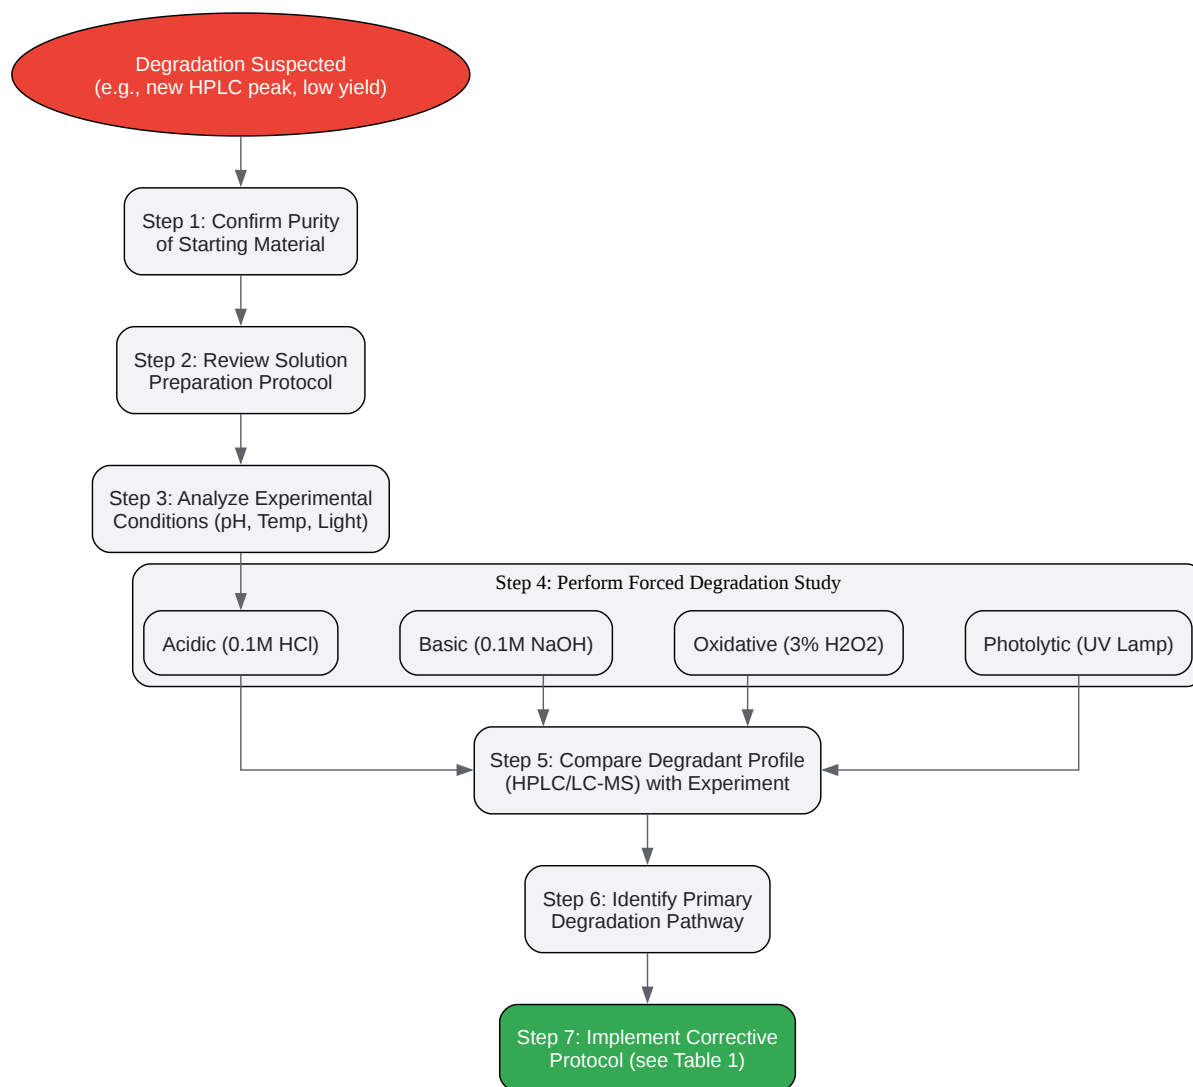 Degradation Suspected
(e.g., new HPLC peak, low yield)
Step 1: Confirm Purity
of Starting Material
Step 2: Review Solution
Preparation Protocol
Step 3: Analyze Experimental
Conditions (pH, Temp, Light)
Step 4: Perform Forced Degradation Study
Acidic (0.1M HCl)
Basic (0.1M NaOH)
Oxidative (3% H2O2)
Photolytic (UV Lamp)
Step 5: Compare Degradant Profile
(HPLC/LC-MS) with Experiment
Step 6: Identify Primary
Degradation Pathway
Step 7: Implement Corrective
Protocol (see Table 1)